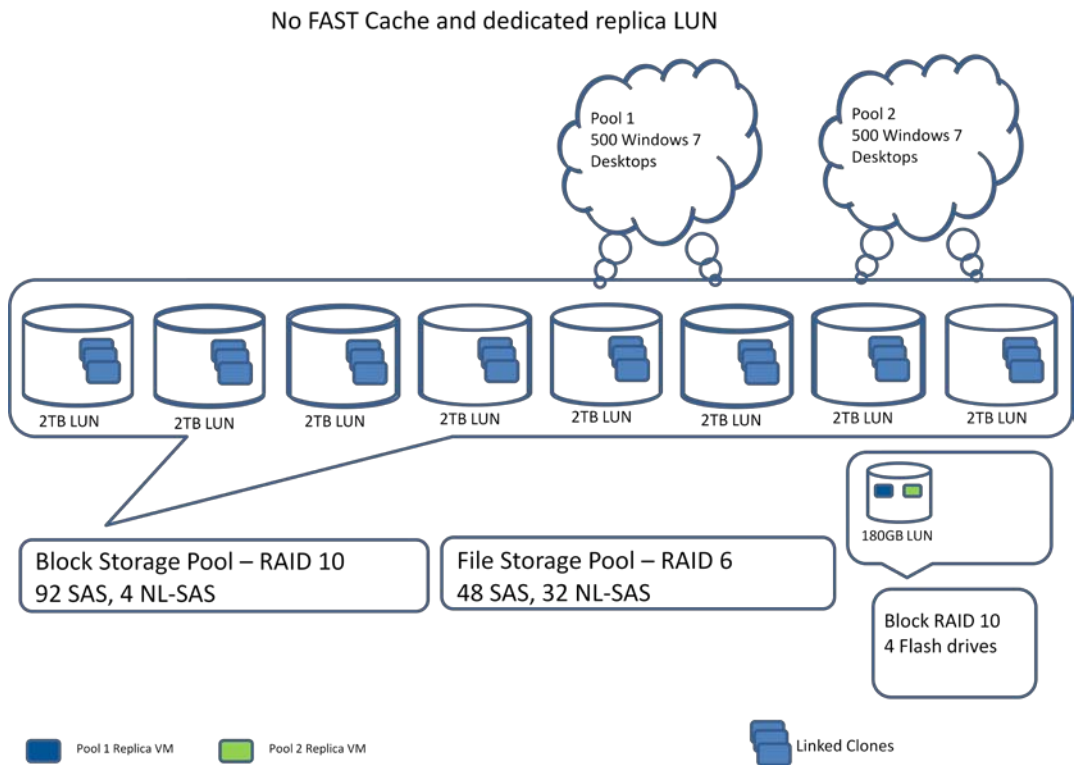 No FAST Cache and dedicated replica LUN
Pool 1
500 Windows 7
Desktops
Pool 2
500 Windows 7
Desktops
2TB LUN
2TB LUN
2TB LUN
2TB LUN
2TB LUN
2TB LUN
2TB LUN
2TB LUN
180GB LUN
Block Storage Pool – RAID 10
92 SAS, 4 NL-SAS
File Storage Pool – RAID 6
48 SAS, 32 NL-SAS
Block RAID 10
4 Flash drives
Pool 1 Replica VM
Pool 2 Replica VM
Linked Clones